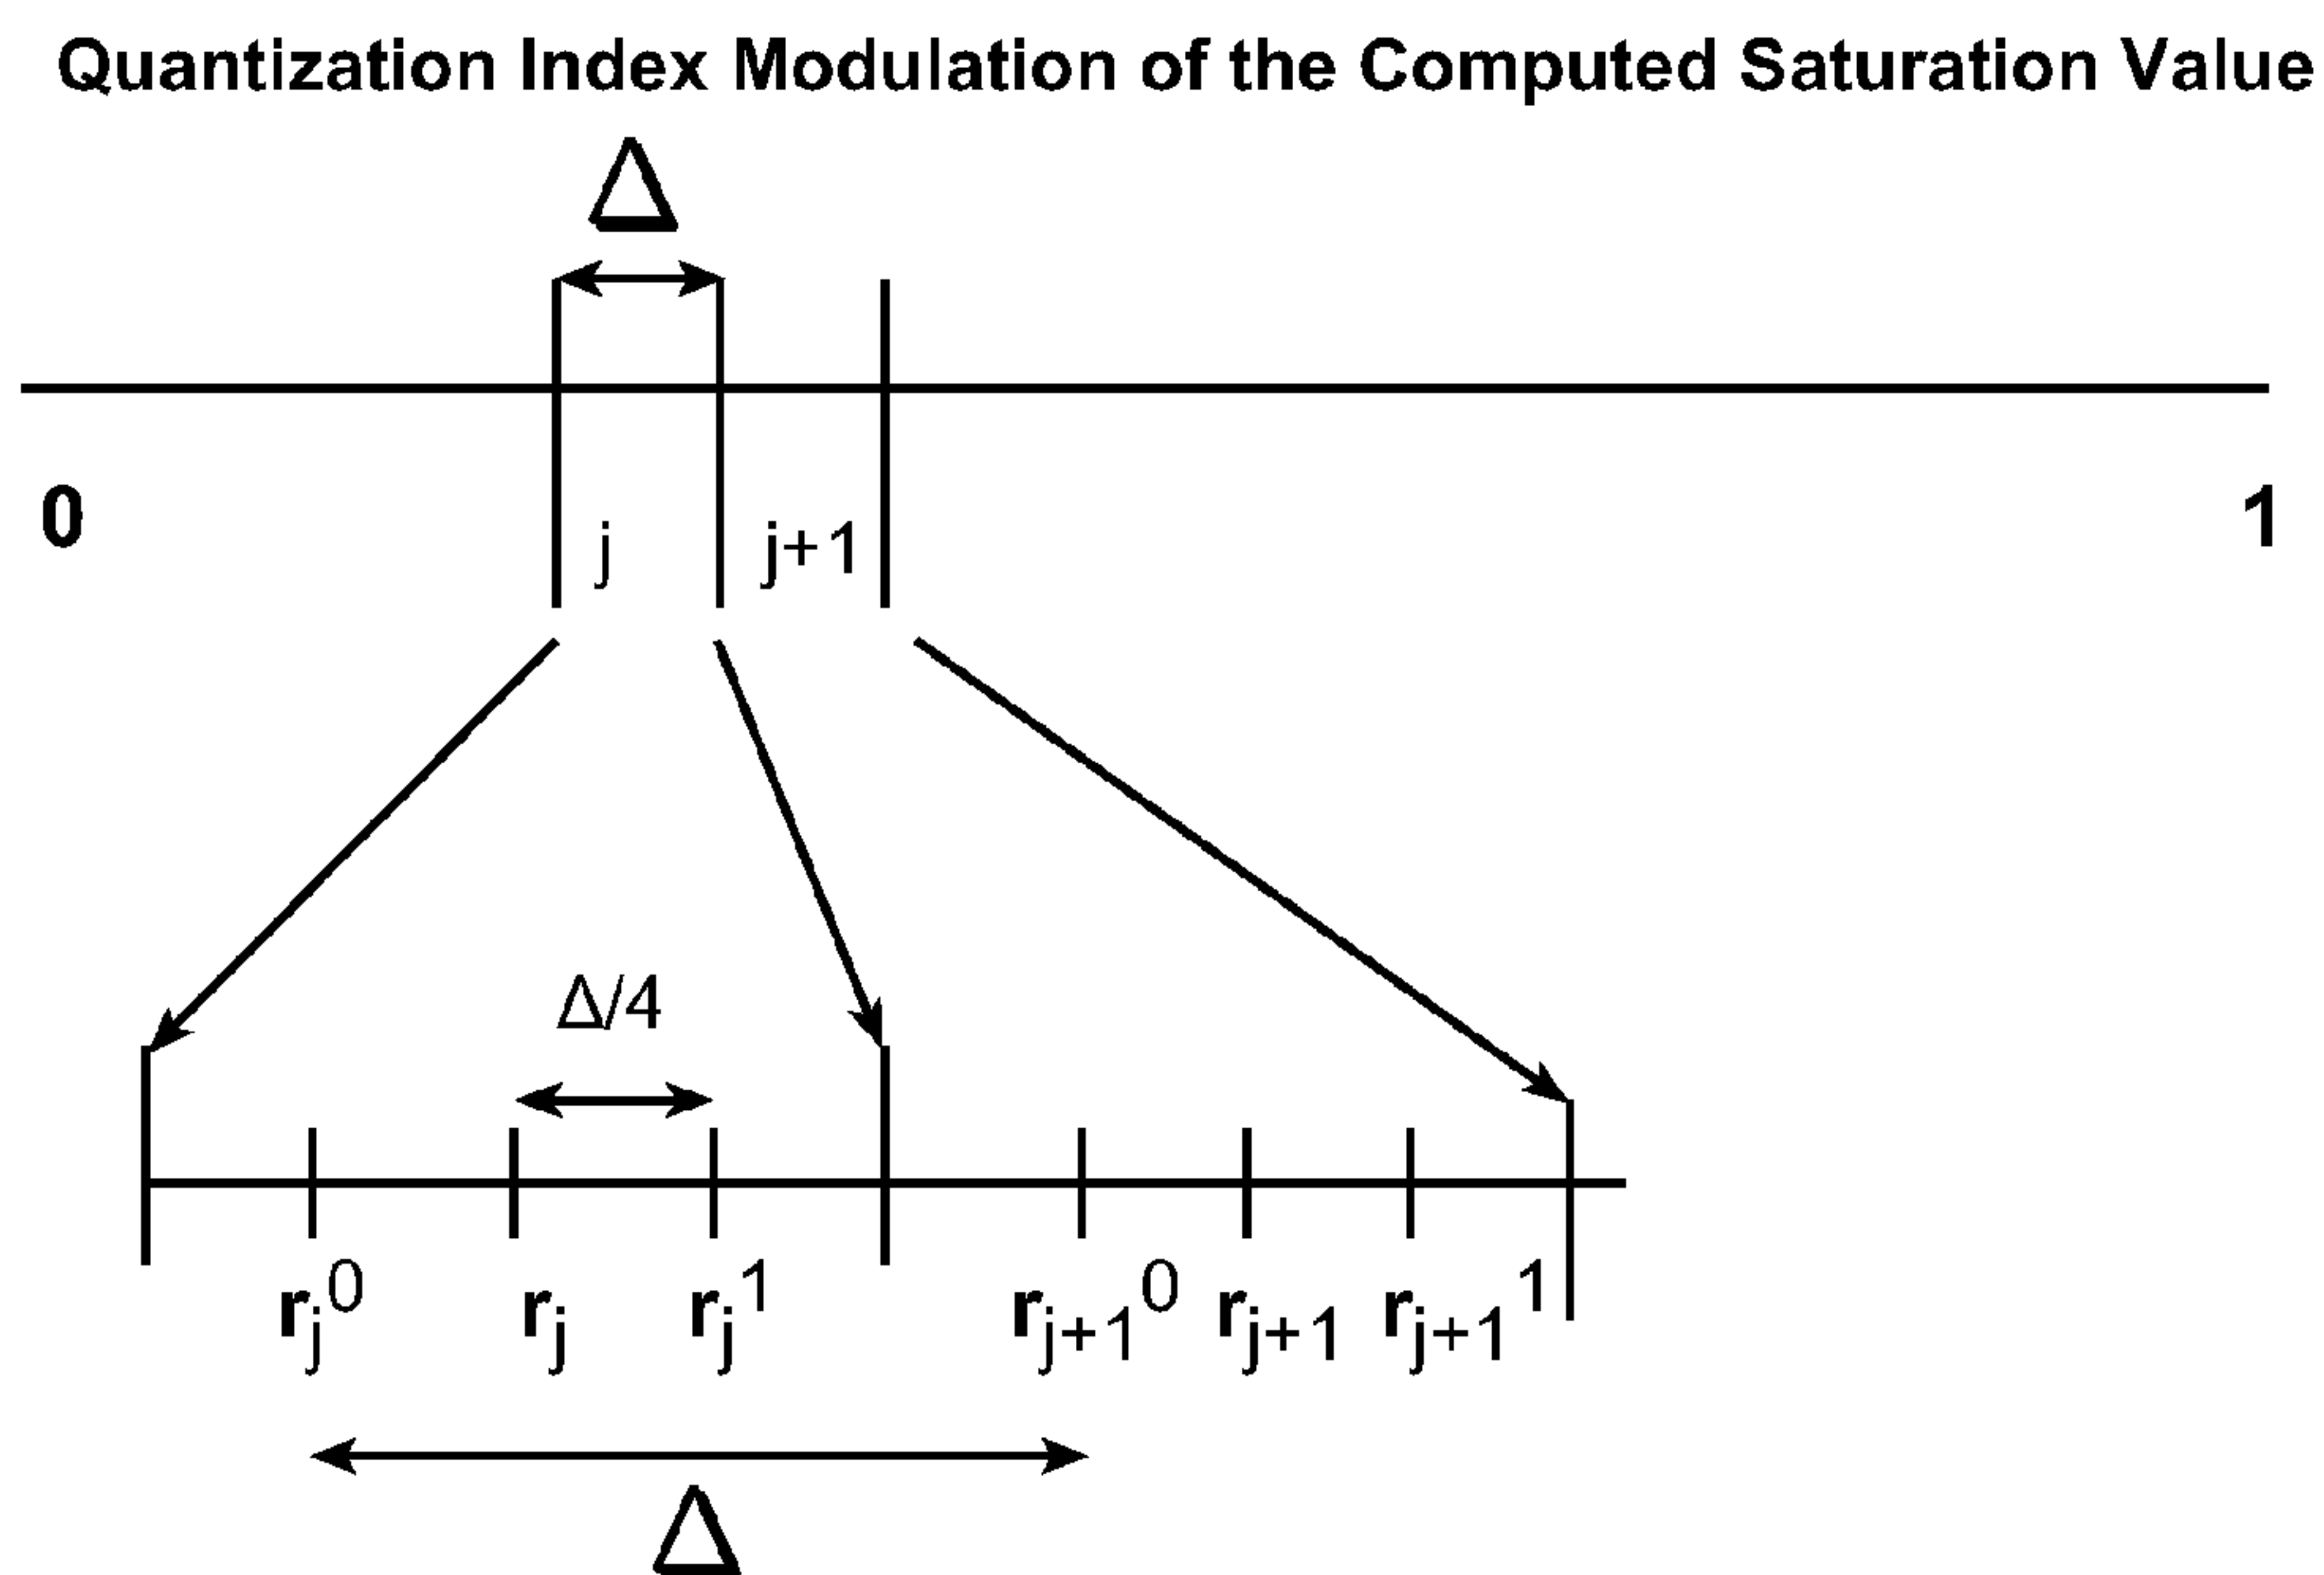 Quantization Index Modulation of the Computed Saturation Value
Δ
0 j j+1 1
Δ/4
rj0 rj rj1 rj+10 rj+1 rj+11
Δ